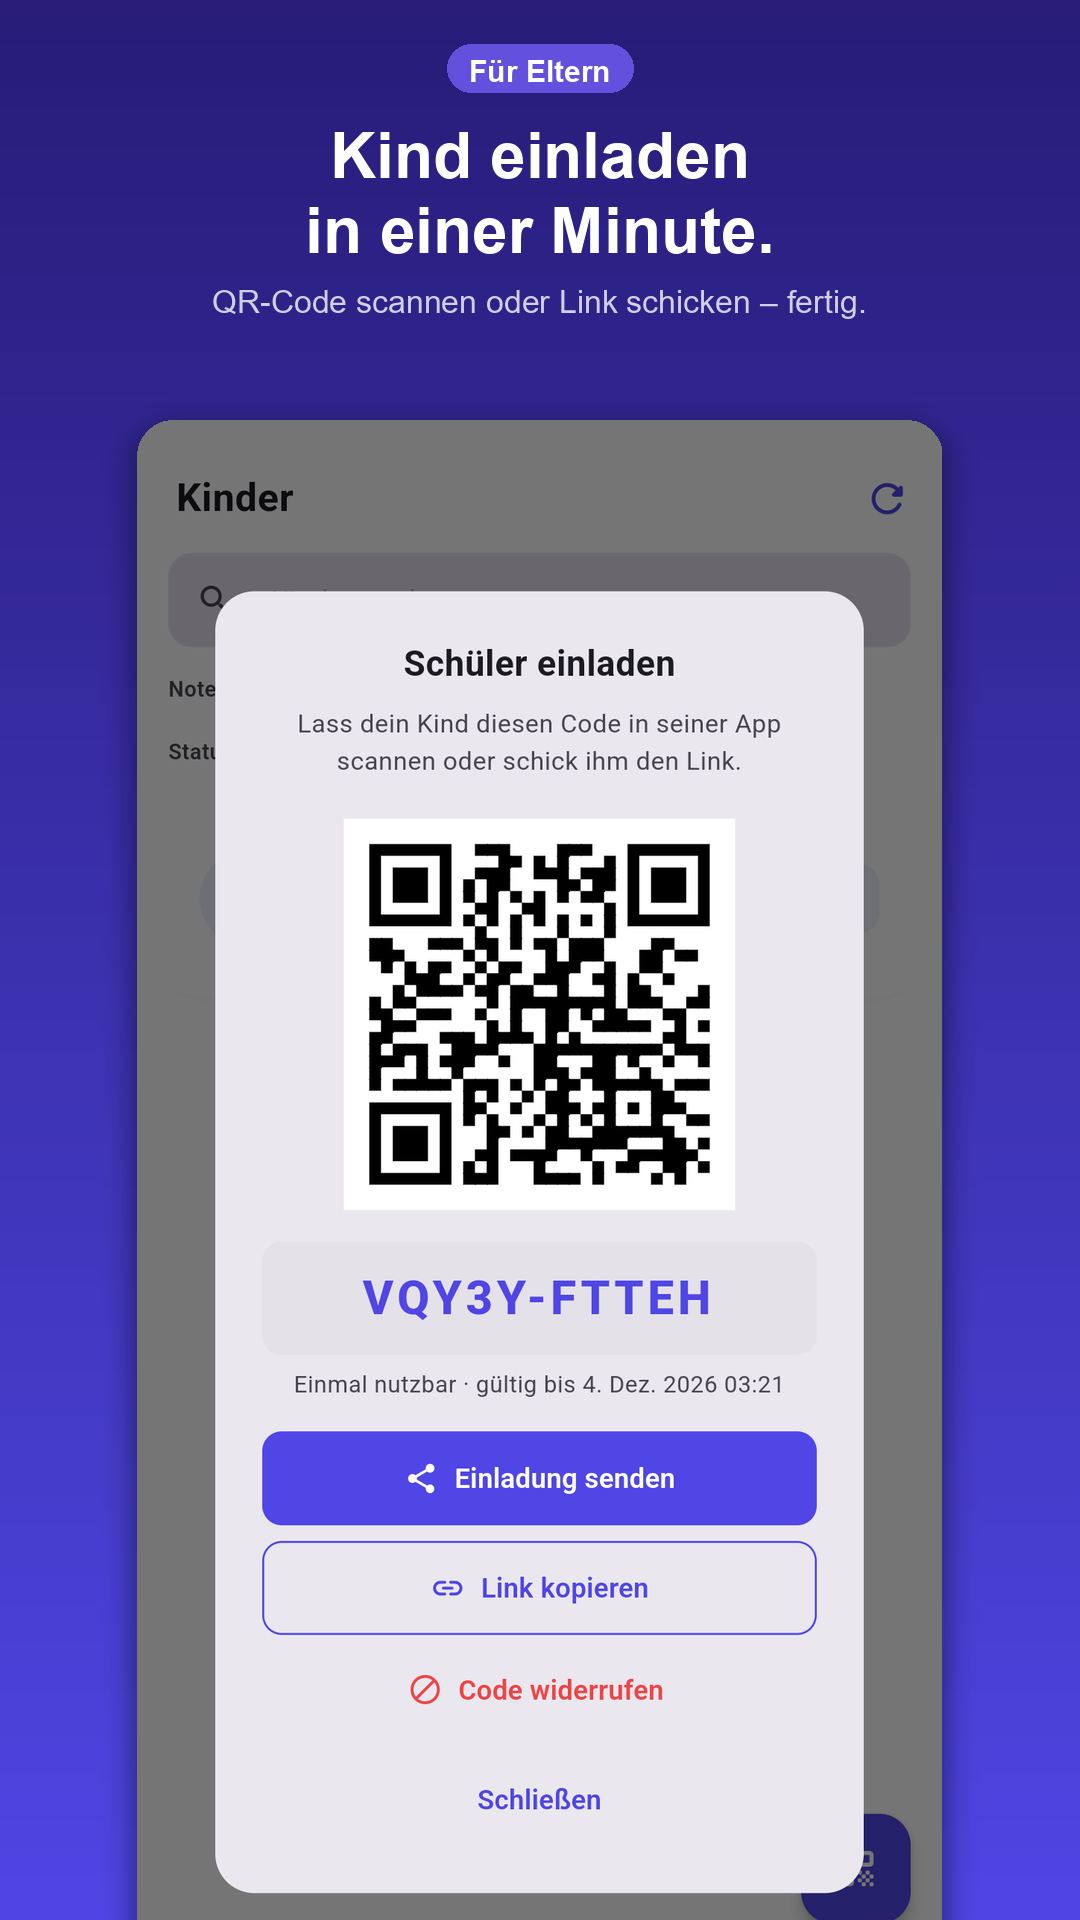 Für Eltern
Kind einladen
in einer Minute.
QR-Code scannen oder Link schicken – fertig.
Kinder
Schüler einladen
Lass dein Kind diesen Code in seiner App
scannen oder schick ihm den Link.
VQY3Y-FTTEH
Einmal nutzbar · gültig bis 4. Dez. 2026 03:21
Einladung senden
Link kopieren
Code widerrufen
Schließen